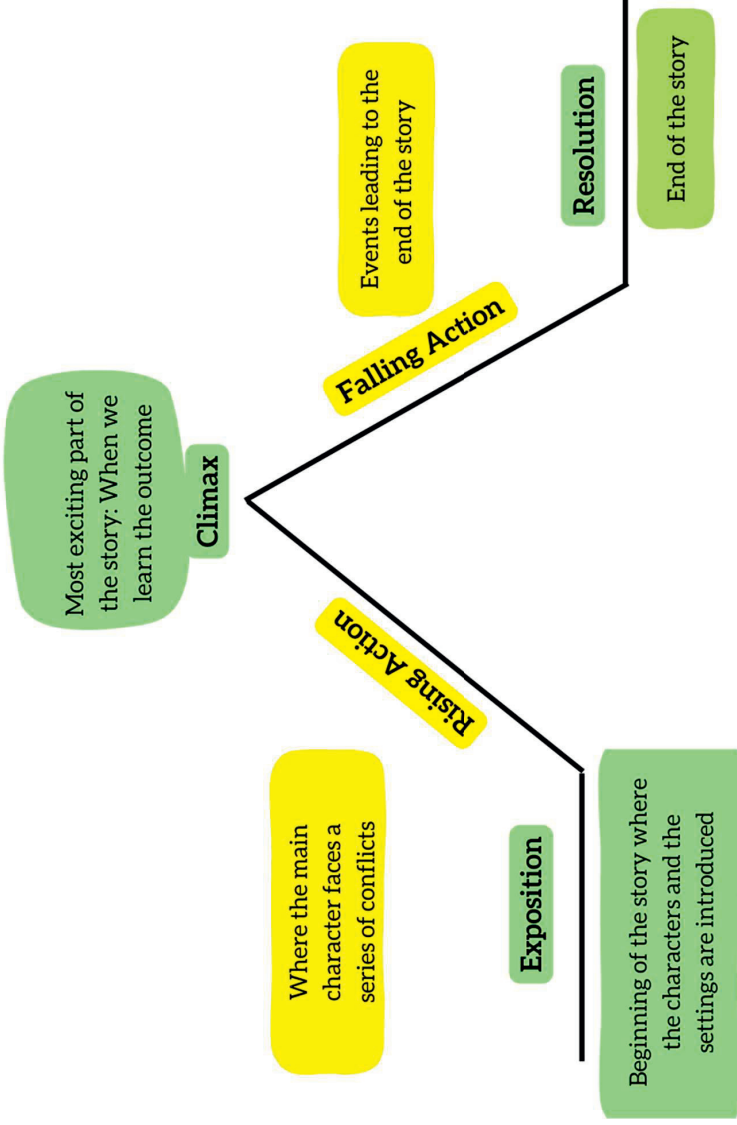 Most exciting part of
the story: When we
learn the outcome
Climax
Where the main
character faces a
series of conflicts
Rising Action
Falling Action
Events leading to the
end of the story
Exposition
Beginning of the story where
the characters and the
settings are introduced
Resolution
End of the story